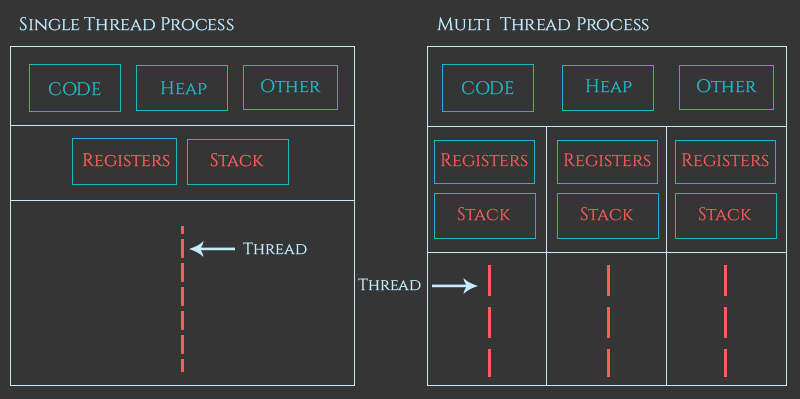 Single Thread Process
CODE
Heap
Other
Registers
Stack
Thread
Multi Thread Process
CODE
Heap
Other
Registers
Registers
Registers
Stack
Stack
Stack
Thread